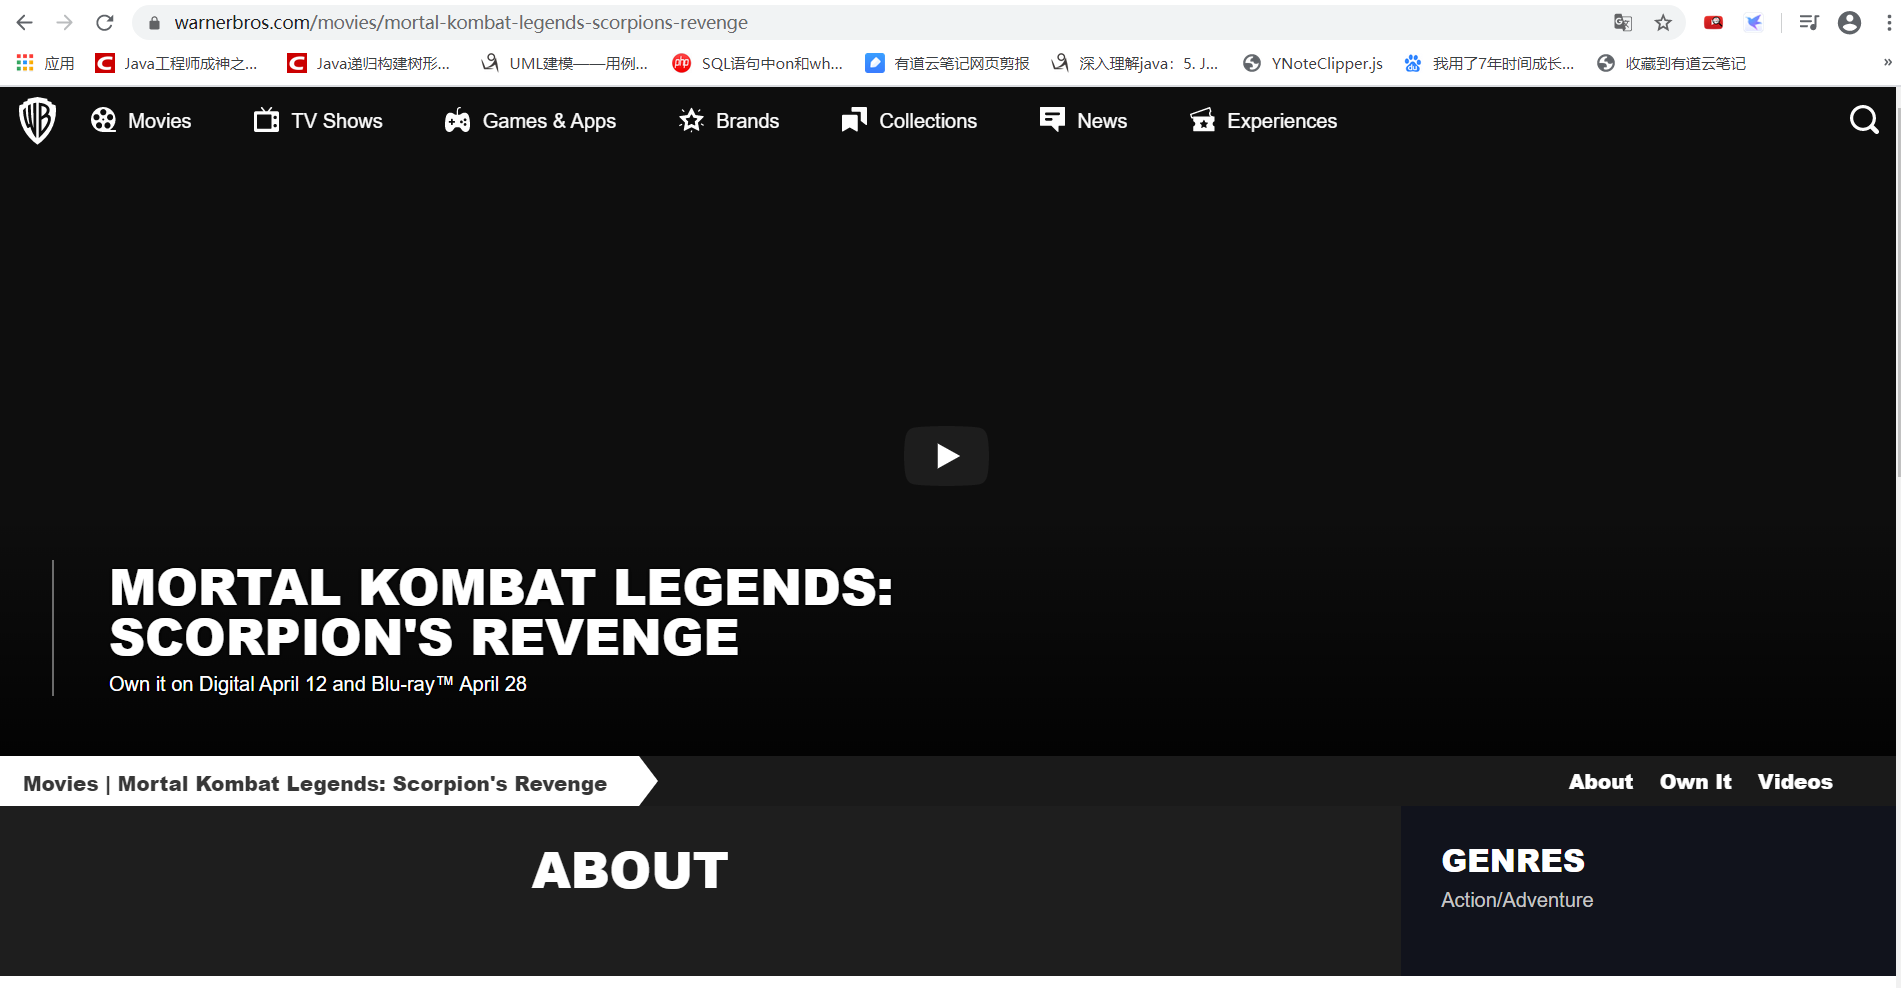 warnerbros.com/movies/mortal-kombat-legends-scorpions-revenge
应用 Java工程师成神之... Java递归构建树形... UML建模——用例... php SQL语句中on和wh... 有道云笔记网页剪报 深入理解java：5. J... YNoteClipper.js 我用了7年时间成长... 收藏到有道云笔记 »
WB Movies TV Shows Games & Apps Brands Collections News Experiences
MORTAL KOMBAT LEGENDS:
SCORPION'S REVENGE
Own it on Digital April 12 and Blu-ray™ April 28
Movies | Mortal Kombat Legends: Scorpion's Revenge About Own It Videos
ABOUT
GENRES
Action/Adventure